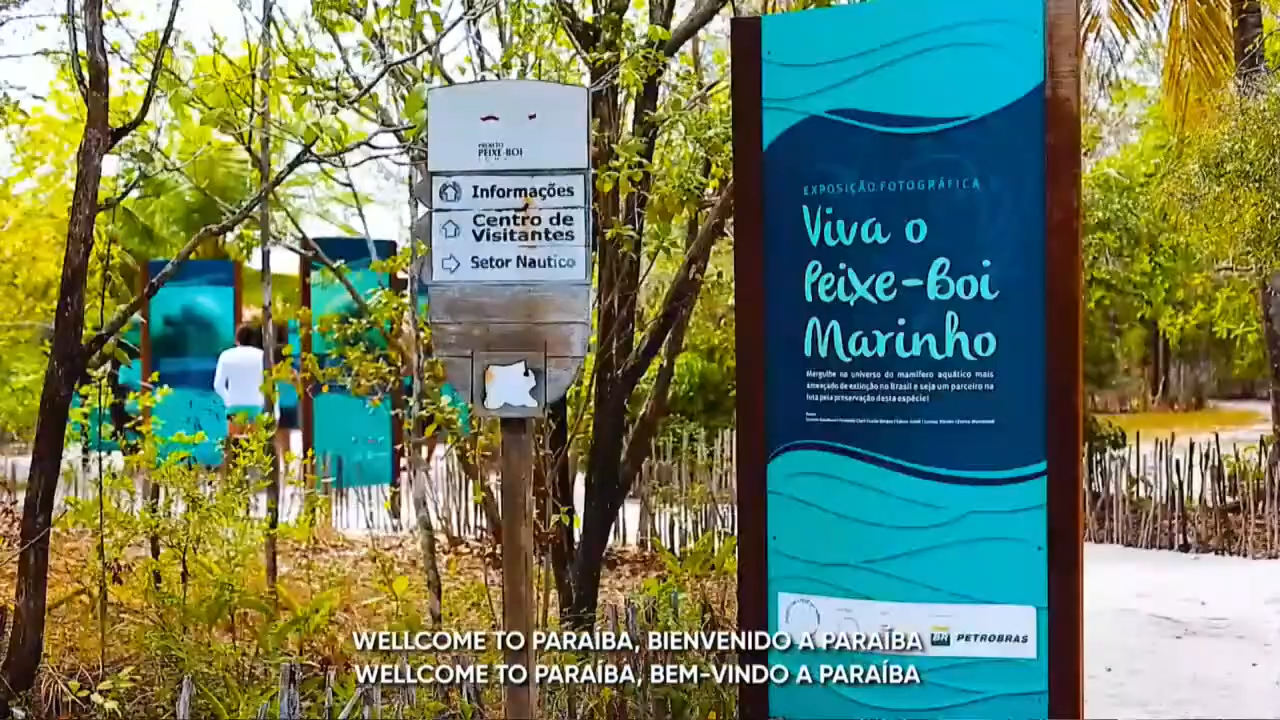 PROJETO
PEIXE-BOI
Informações
Centro de
Visitantes
Setor Nautico
EXPOSIÇÃO FOTOGRÁFICA
Viva o
Peixe-Boi
Marinho
Mergulhe no universo do mamífero aquático mais
ameaçado de extinção no Brasil e seja um parceiro na
luta pela preservação desta espécie!
BR PETROBRAS
WELLCOME TO PARAÍBA, BIENVENIDO A PARAÍBA
WELLCOME TO PARAÍBA, BEM-VINDO A PARAÍBA